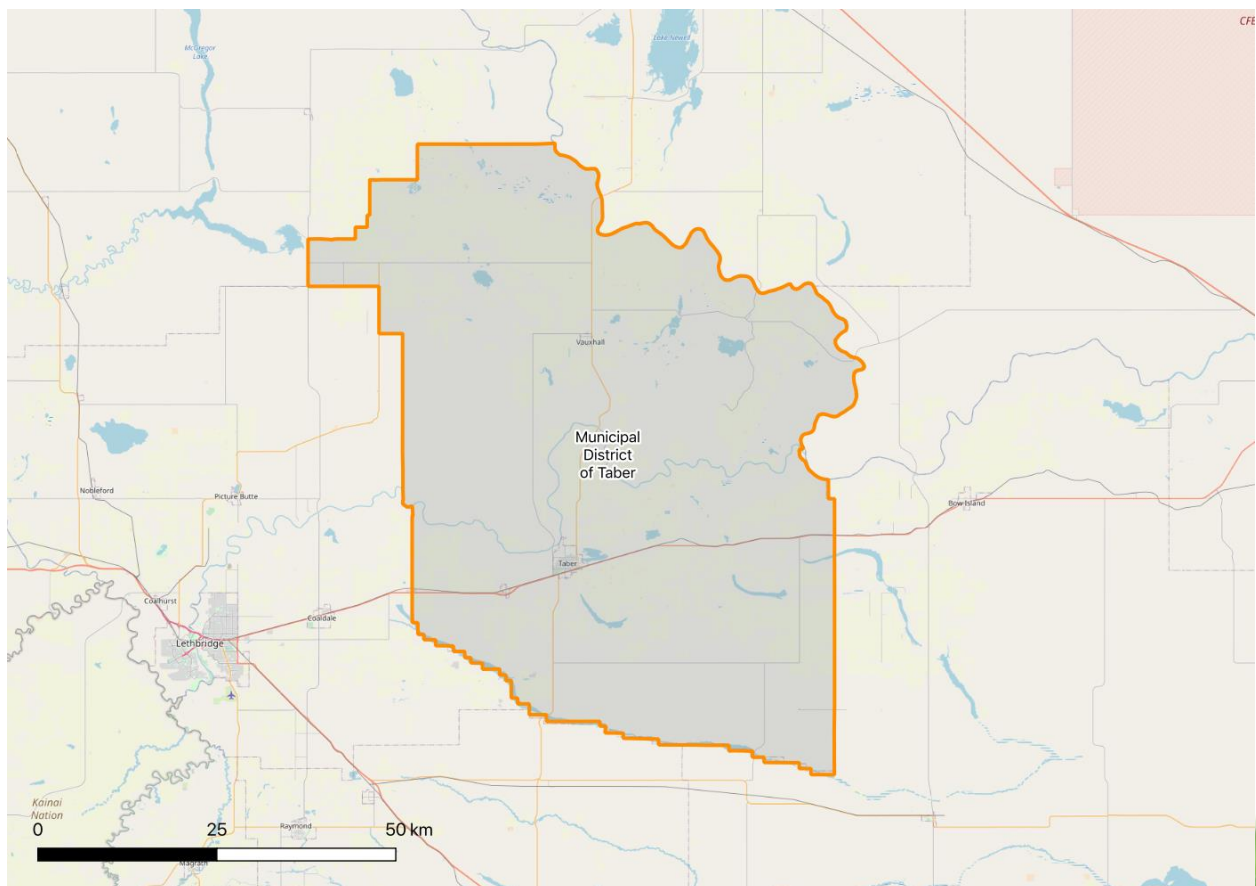 CFB
McGregor
Lake
Lake Newell
Vauxhall
Municipal
District
of Taber
Nobleford
Picture Butte
Bow Island
Taber
Coalhurst
Coaldale
Lethbridge
Kainai
Nation
0 25 50 km
Raymond
Magrath